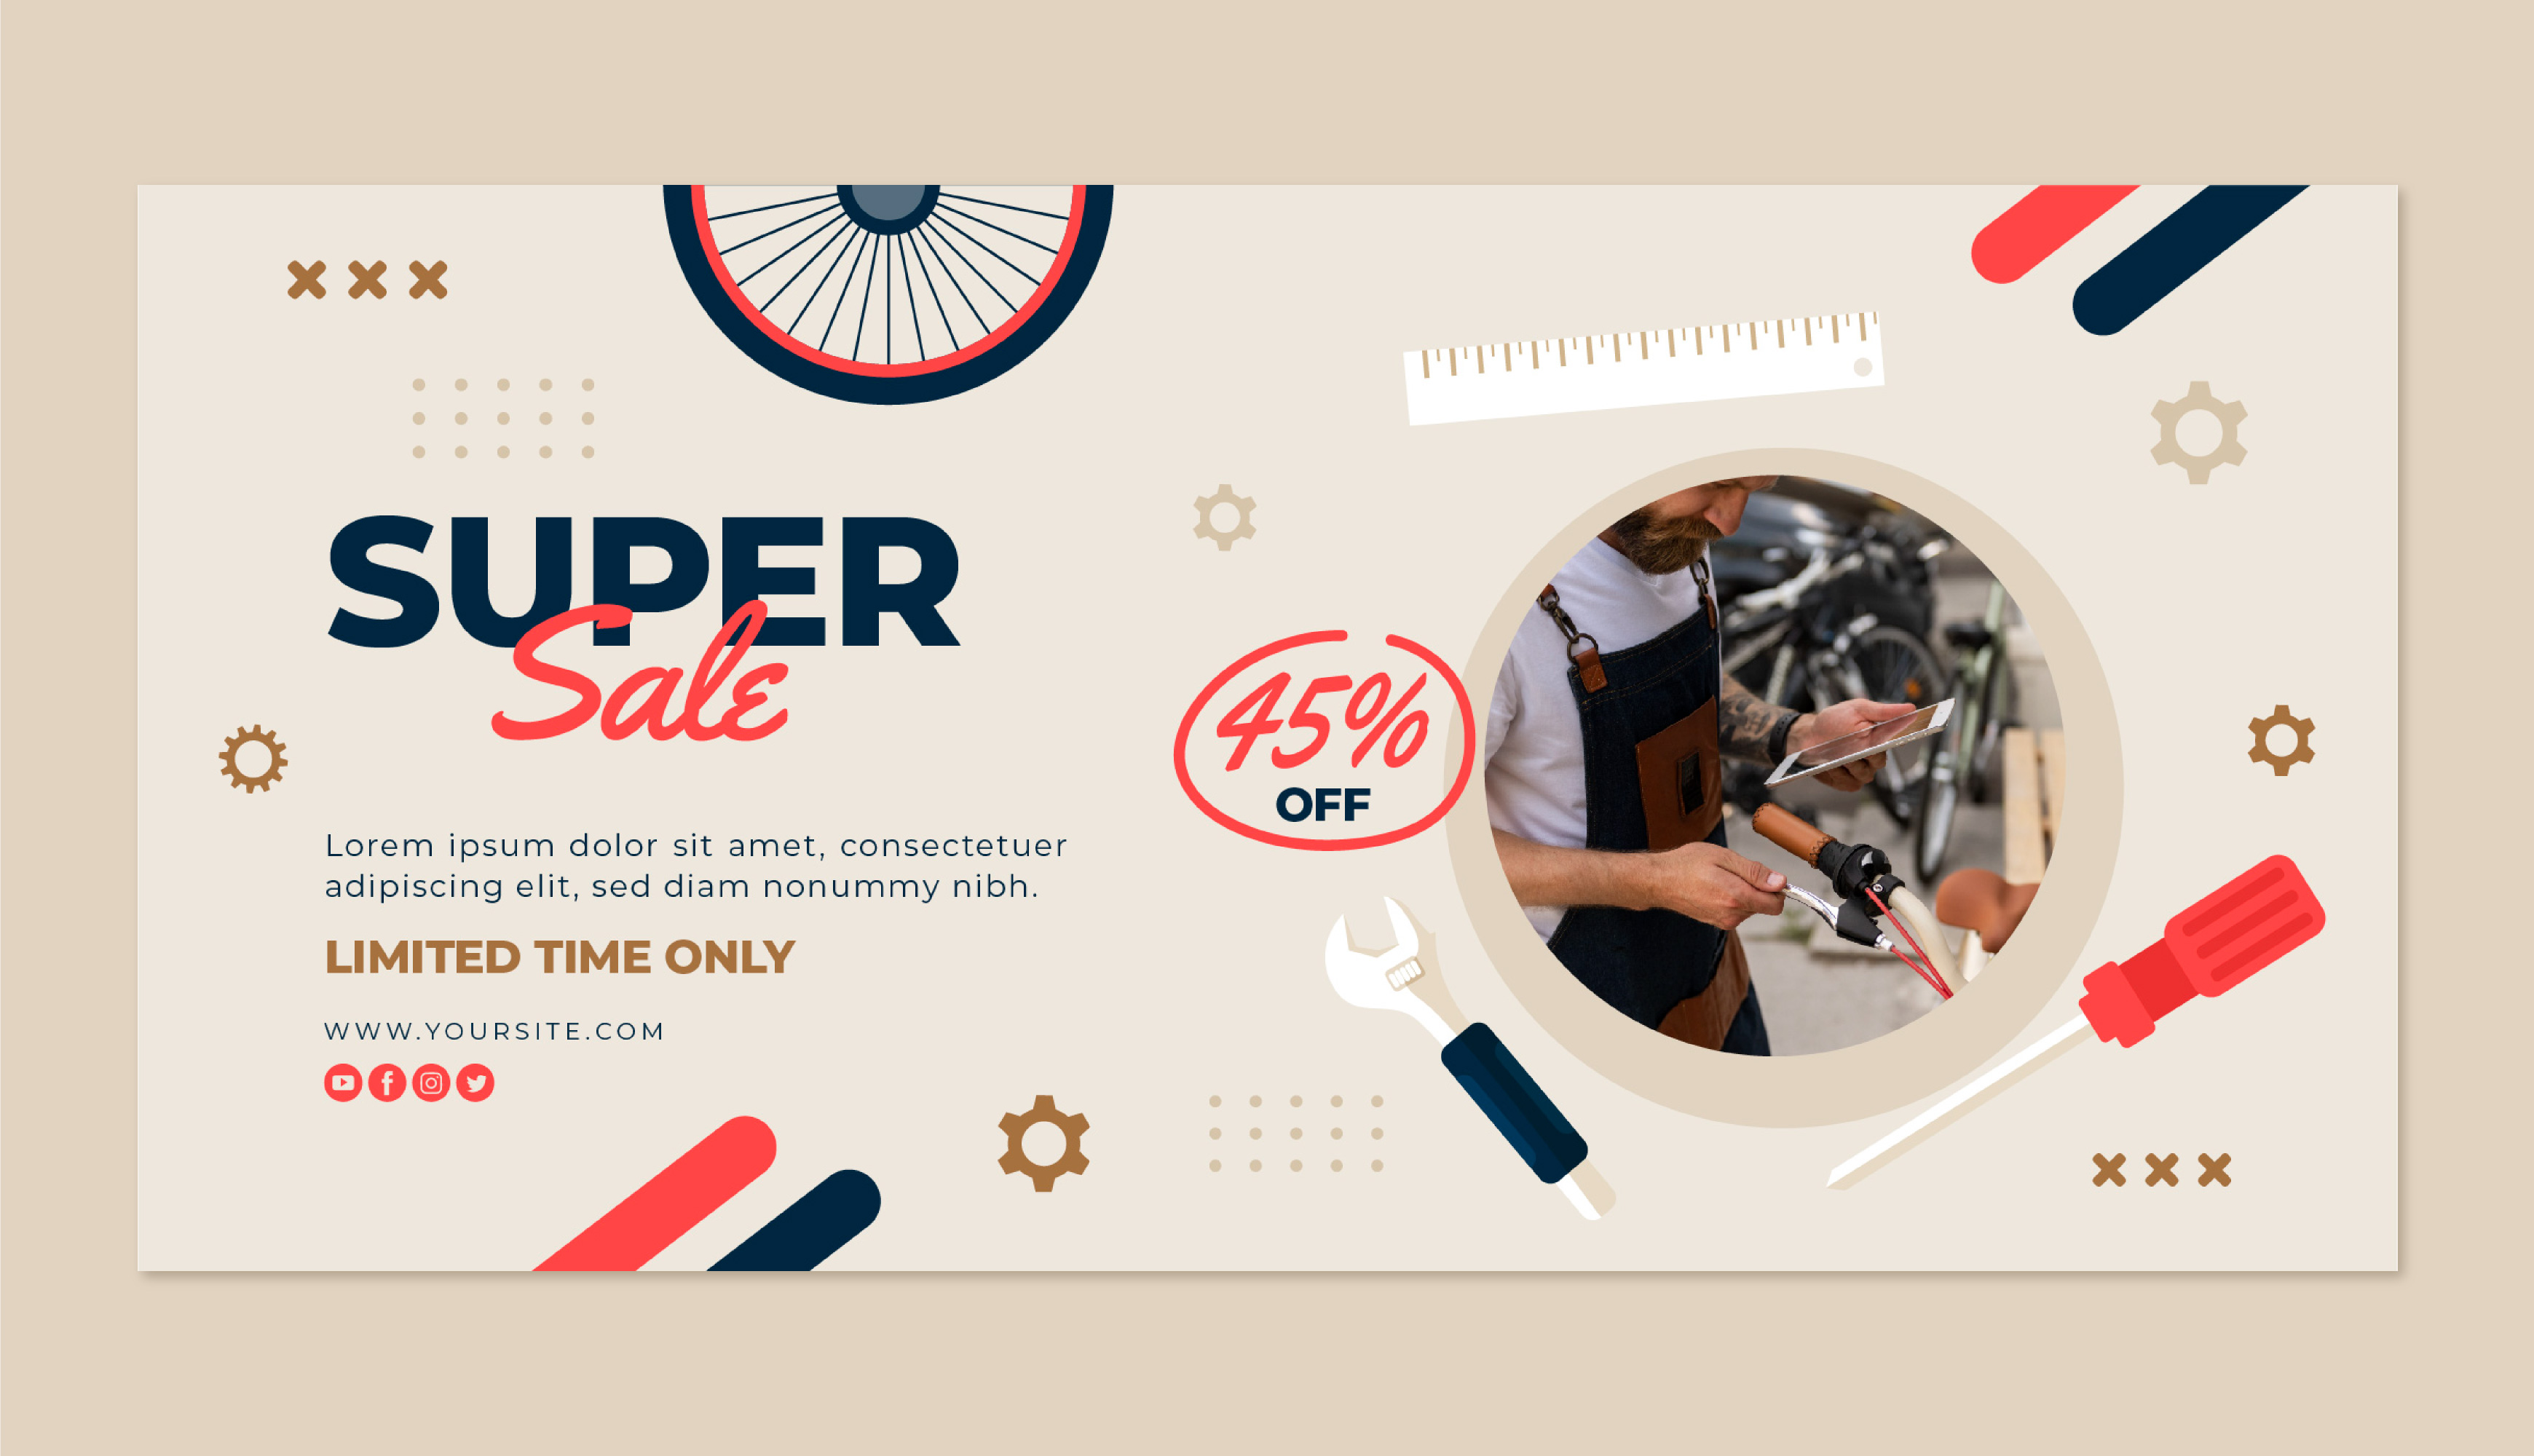 SUPER
Sale
45%
OFF
Lorem ipsum dolor sit amet, consectetuer
adipiscing elit, sed diam nonummy nibh.
LIMITED TIME ONLY
WWW.YOURSITE.COM